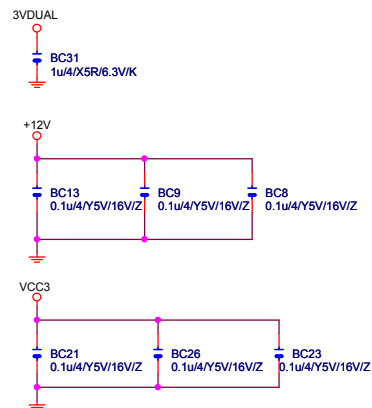 3VDUAL
BC31
1u/4/X5R/6.3V/K
+12V
BC13 BC9 BC8
0.1u/4/Y5V/16V/Z 0.1u/4/Y5V/16V/Z 0.1u/4/Y5V/16V/Z
VCC3
BC21 BC26 BC23
0.1u/4/Y5V/16V/Z 0.1u/4/Y5V/16V/Z 0.1u/4/Y5V/16V/Z